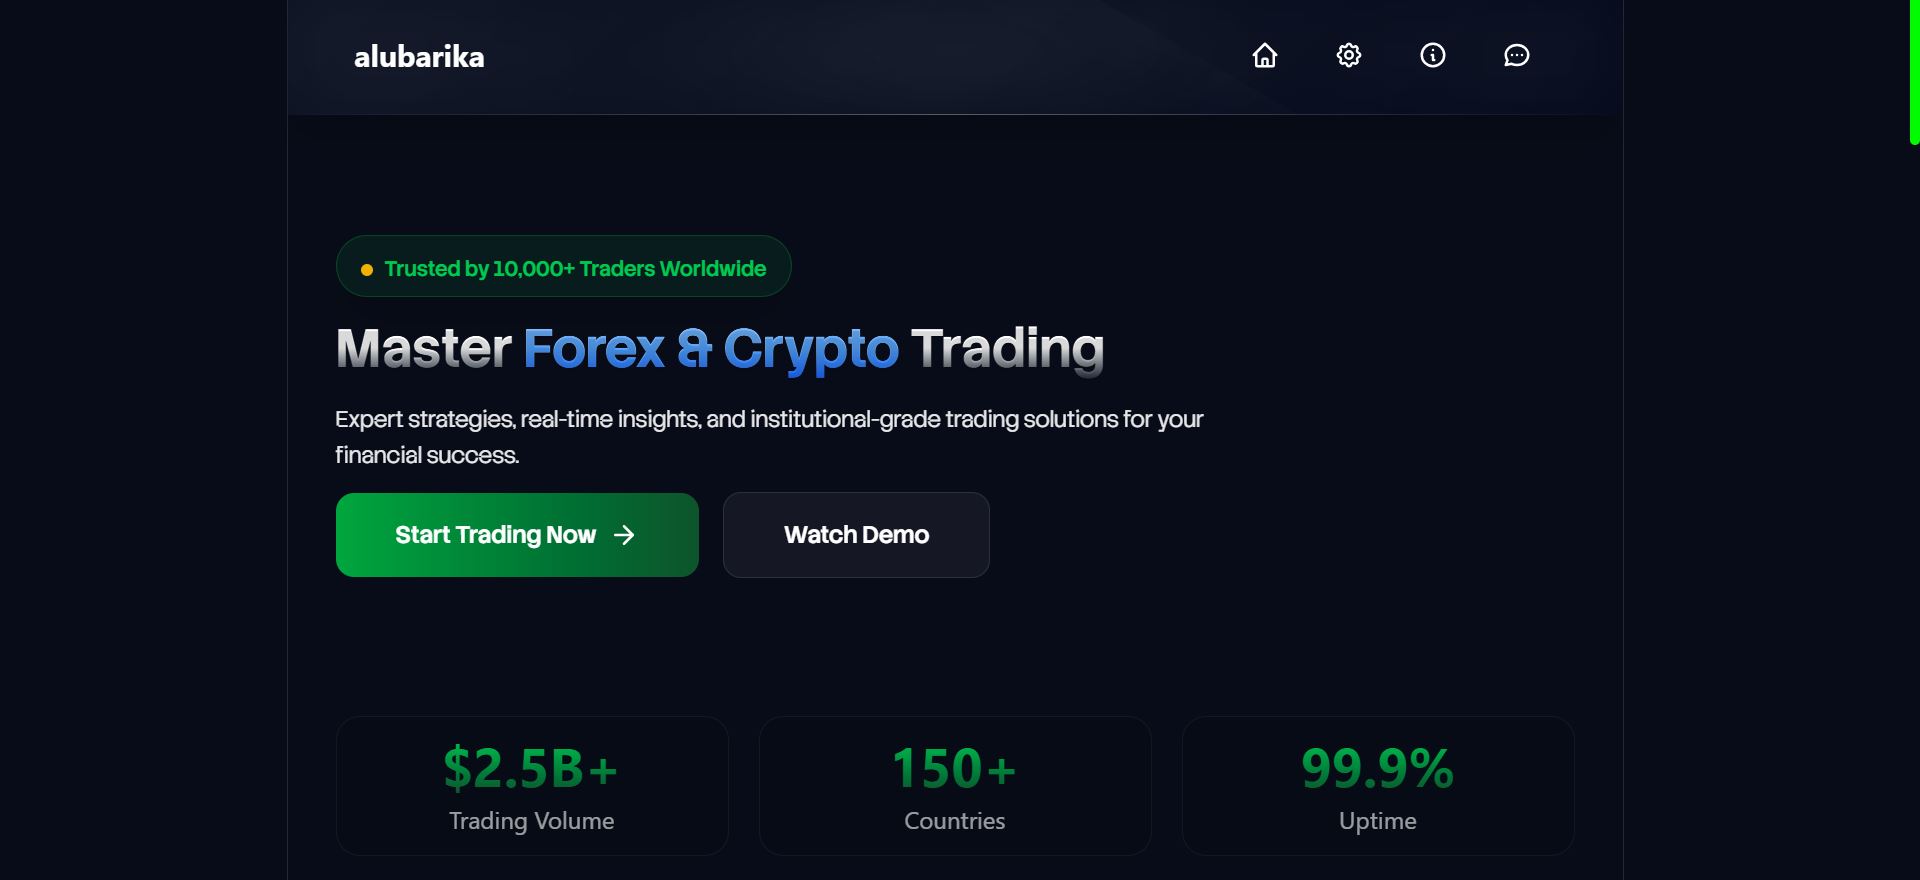 alubarika
Trusted by 10,000+ Traders Worldwide
Master Forex & Crypto Trading
Expert strategies, real-time insights, and institutional-grade trading solutions for your
financial success.
Start Trading Now
Watch Demo
$2.5B+
Trading Volume
150+
Countries
99.9%
Uptime